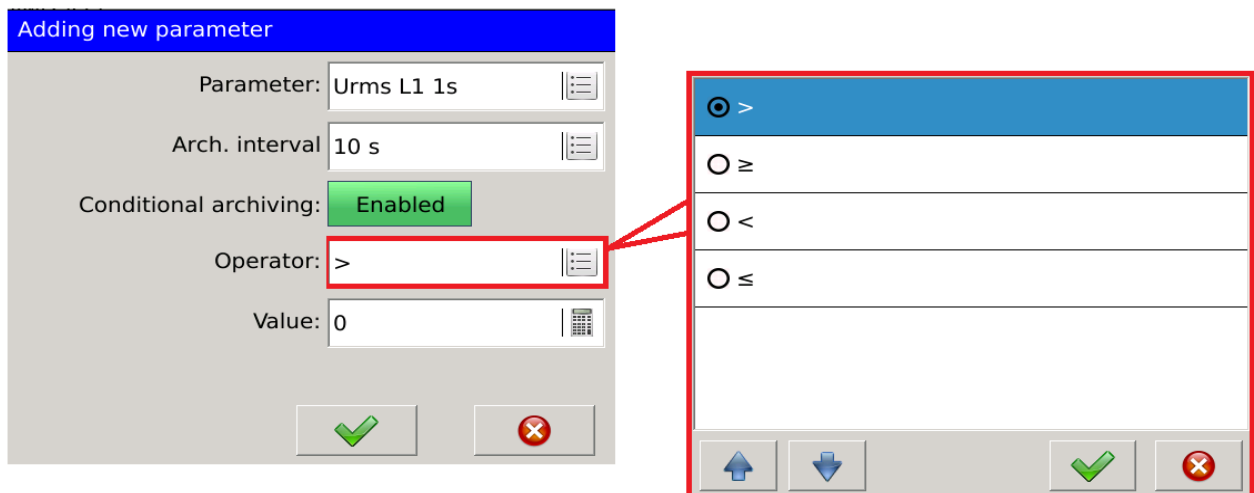 Adding new parameter
Parameter: Urms L1 1s
Arch. interval 10 s
Conditional archiving: Enabled
Operator: >
Value: 0
>
≥
<
≤